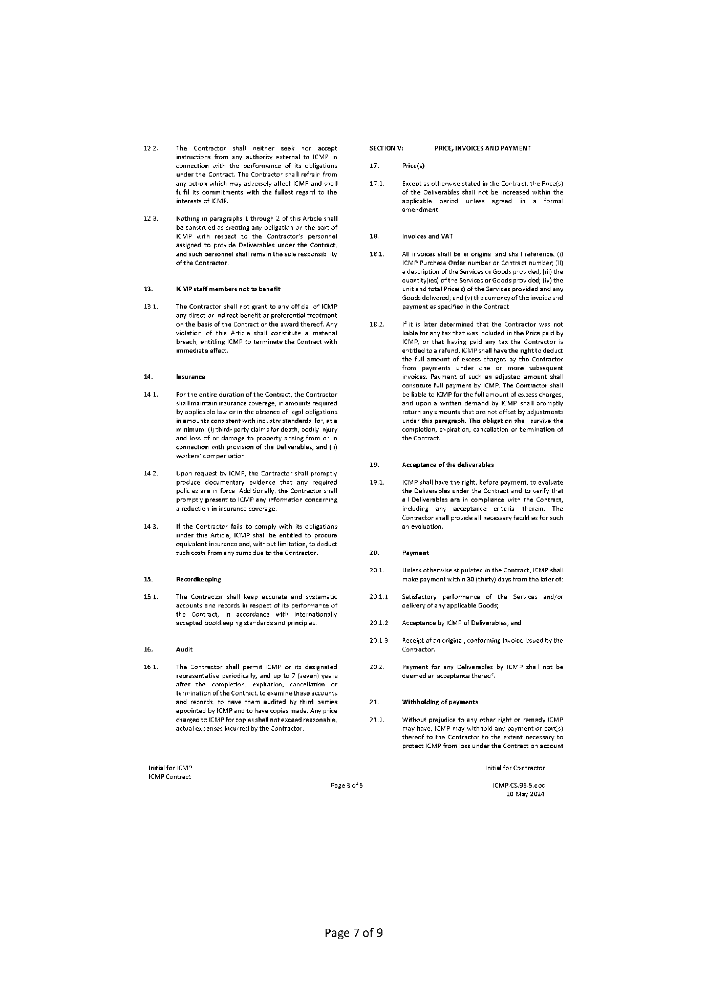 12 2. The Contractor shall neither seek nor accept
instructions from any authority external to ICMP in
connection with the performance of its obligations
under the Contract. The Contractor shall refrain from
any action which may adversely affect ICMP and shall
fulfil its commitments with the fullest regard to the
interests of ICMP.
12 3. Nothing in paragraphs 1 through 2 of this Article shall
be construed as creating any obligation on the part of
ICMP with respect to the Contractor's personnel
assigned to provide Deliverables under the Contract,
and such personnel shall remain the sole responsibility
of the Contractor.
13. ICMP staff members not to benefit
13 1. The Contractor shall not grant to any official of ICMP
any direct or indirect benefit or preferential treatment
on the basis of the Contract or the award thereof. Any
violation of this Article shall constitute a material
breach, entitling ICMP to terminate the Contract with
immediate effect.
14. Insurance
14 1. For the entire duration of the Contract, the Contractor
shall maintain insurance coverage, in amounts required
by applicable law or in the absence of legal obligations
in amounts consistent with industry standards, for, at a
minimum: (i) third- party claims for death, bodily injury
and loss of or damage to property arising from or in
connection with provision of the Deliverables; and (ii)
workers' compensation.
14 2. Upon request by ICMP, the Contractor shall promptly
produce documentary evidence that any required
policies are in force Additionally, the Contractor shall
promptly present to ICMP any information concerning
a reduction in insurance coverage.
14 3. If the Contractor fails to comply with its obligations
under this Article, ICMP shall be entitled to procure
equivalent insurance and, without limitation, to deduct
such costs from any sums due to the Contractor.
15. Recordkeeping
15 1. The Contractor shall keep accurate and systematic
accounts and records in respect of its performance of
the Contract, in accordance with internationally
accepted bookkeeping standards and principles.
16. Audit
16 1. The Contractor shall permit ICMP or its designated
representative periodically, and up to 7 (seven) years
after the completion, expiration, cancellation or
termination of the Contract, to examine these accounts
and records, to have them audited by third parties
appointed by ICMP and to have copies made. Any price
charged to ICMP for copies shall not exceed reasonable,
actual expenses incurred by the Contractor.
SECTION V: PRICE, INVOICES AND PAYMENT
17. Price(s)
17.1. Except as otherwise stated in the Contract, the Price(s)
of the Deliverables shall not be increased within the
applicable period unless agreed in a formal
amendment.
18. Invoices and VAT
18.1. All invoices shall be in original and shall reference: (i)
ICMP Purchase Order number or Contract number; (ii)
a description of the Services or Goods provided; (iii) the
quantity(ies) of the Services or Goods provided; (iv) the
unit and total Price(s) of the Services provided and any
Goods delivered; and (v) the currency of the invoice and
payment as specified in the Contract
18.2. If it is later determined that the Contractor was not
liable for any tax that was included in the Price paid by
ICMP, or that having paid any tax the Contractor is
entitled to a refund, ICMP shall have the right to deduct
the full amount of excess charges by the Contractor
from payments under one or more subsequent
invoices. Payment of such an adjusted amount shall
constitute full payment by ICMP. The Contractor shall
be liable to ICMP for the full amount of excess charges,
and upon a written demand by ICMP shall promptly
return any amounts that are not offset by adjustments
under this paragraph. This obligation shall survive the
completion, expiration, cancellation or termination of
the Contract.
19. Acceptance of the deliverables
19.1. ICMP shall have the right, before payment, to evaluate
the Deliverables under the Contract and to verify that
all Deliverables are in compliance with the Contract,
including any acceptance criteria therein. The
Contractor shall provide all necessary facilities for such
an evaluation.
20. Payment
20.1. Unless otherwise stipulated in the Contract, ICMP shall
make payment within 30 (thirty) days from the later of:
20.1.1 Satisfactory performance of the Services and/or
delivery of any applicable Goods;
20.1.2 Acceptance by ICMP of Deliverables, and
20.1.3 Receipt of an original, conforming invoice issued by the
Contractor.
20.2. Payment for any Deliverables by ICMP shall not be
deemed an acceptance thereof.
21. Withholding of payments
21.1. Without prejudice to any other right or remedy ICMP
may have, ICMP may withhold any payment or part(s)
thereof to the Contractor to the extent necessary to
protect ICMP from loss under the Contract on account
Initial for ICMP Initial for Contractor
ICMP Contract
Page 3 of 5 ICMP.CS.96.5.doc
10 May 2024
Page 7 of 9